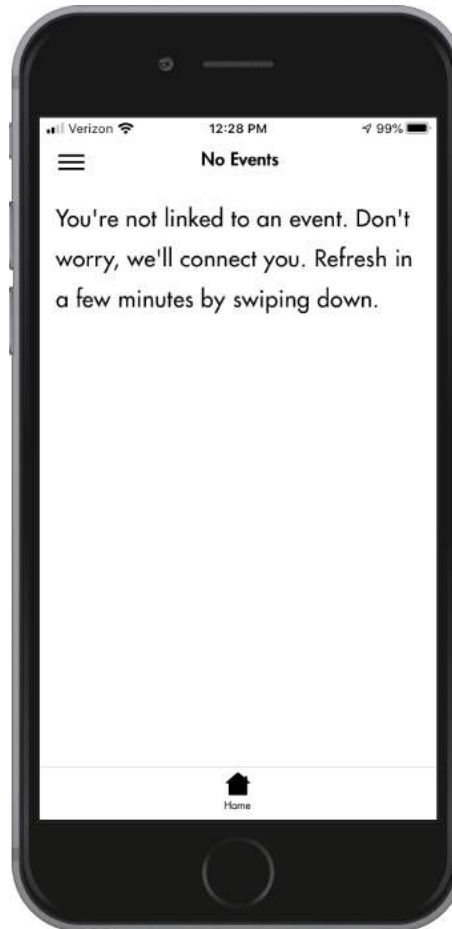 Verizon 12:28 PM 99%
No Events
You're not linked to an event. Don't
worry, we'll connect you. Refresh in
a few minutes by swiping down.
Home